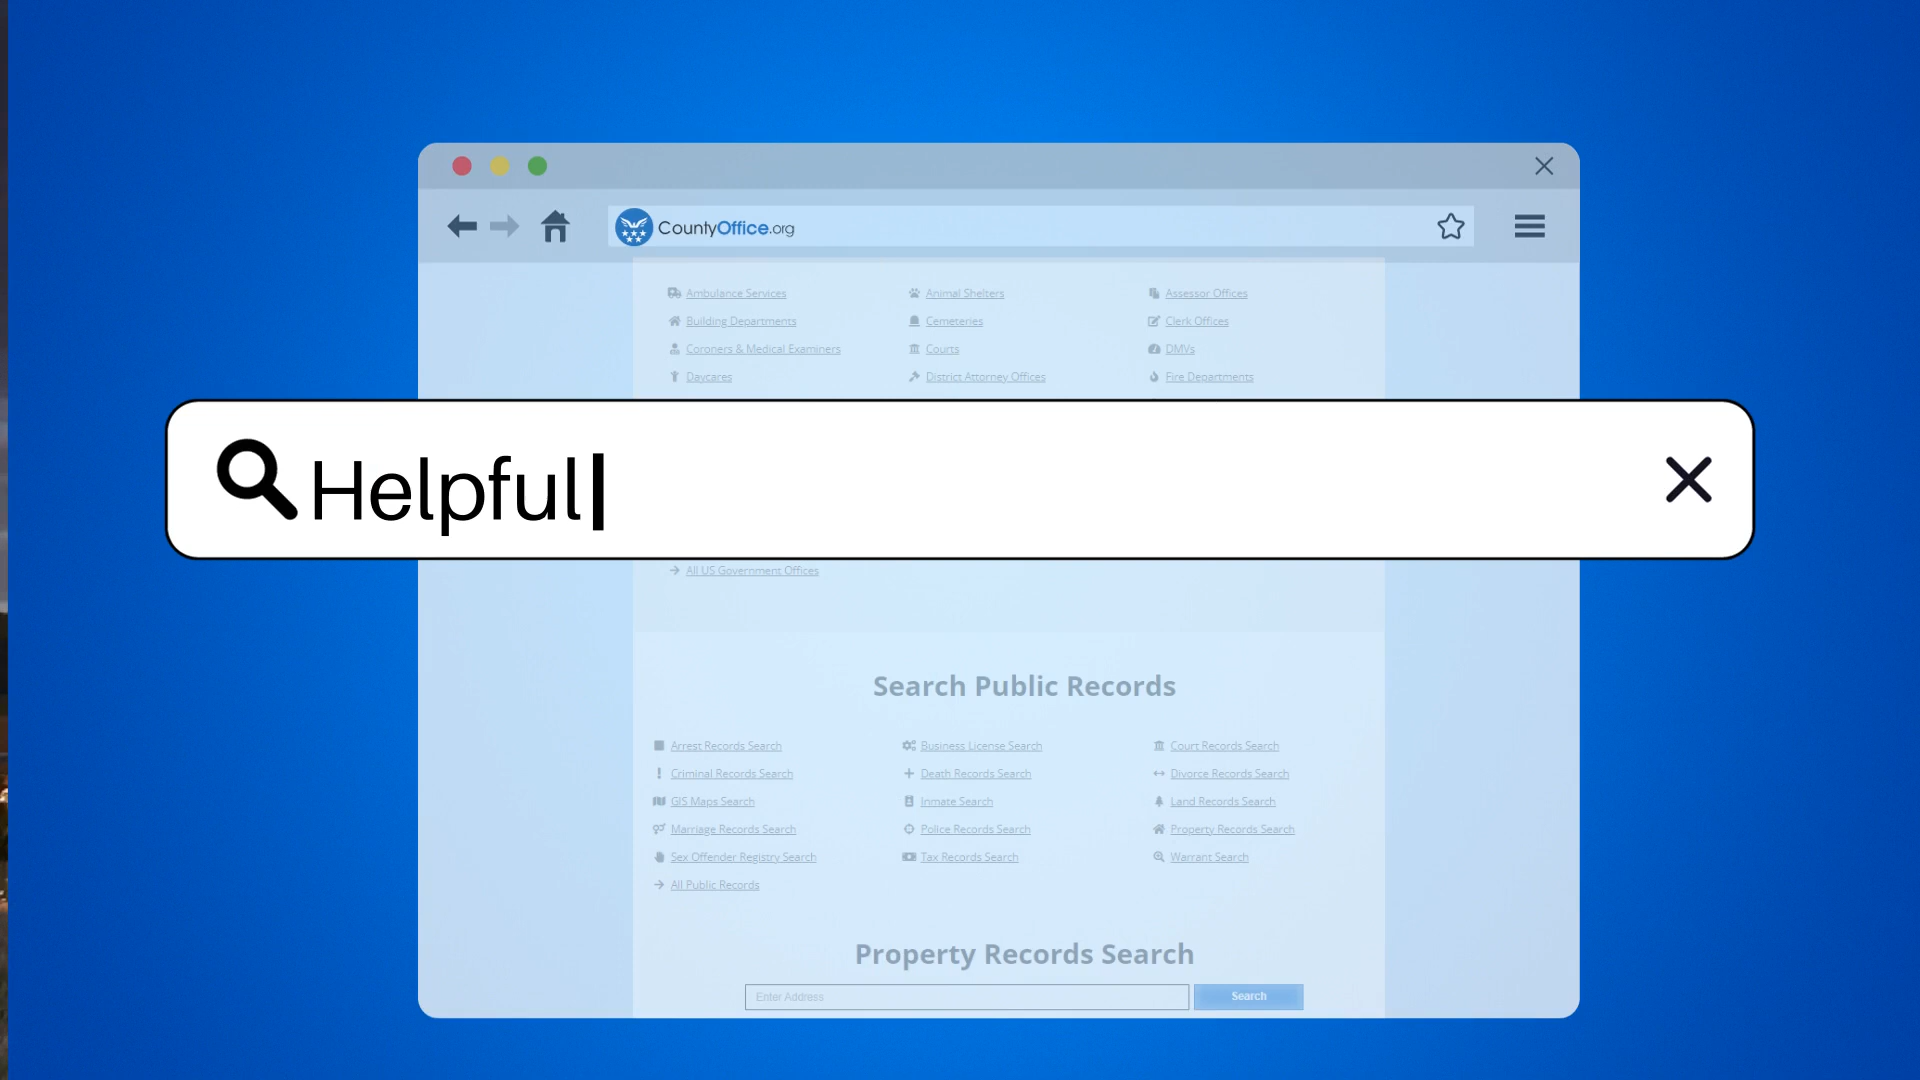 CountyOffice.org
Ambulance Services Animal Shelters Assessor Offices
Building Departments Cemeteries Clerk Offices
Coroners & Medical Examiners Courts DMVs
Daycares District Attorney Offices Fire Departments
Helpful
All US Government Offices
Search Public Records
Arrest Records Search Business License Search Court Records Search
Criminal Records Search Death Records Search Divorce Records Search
GIS Maps Search Inmate Search Land Records Search
Marriage Records Search Police Records Search Property Records Search
Sex Offender Registry Search Tax Records Search Warrant Search
All Public Records
Property Records Search
Enter Address Search